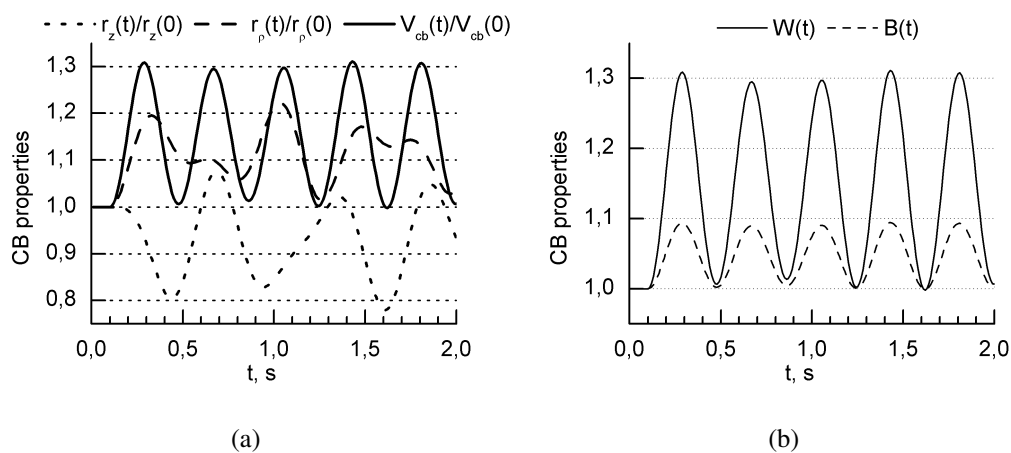 r_z(t)/r_z(0) r_ρ(t)/r_ρ(0) V_cb(t)/V_cb(0)
CB properties
1,3
1,2
1,1
1,0
0,9
0,8
0,0 0,5 1,0 1,5 2,0
t, s
(a)
W(t) B(t)
CB properties
1,3
1,2
1,1
1,0
0,0 0,5 1,0 1,5 2,0
t, s
(b)